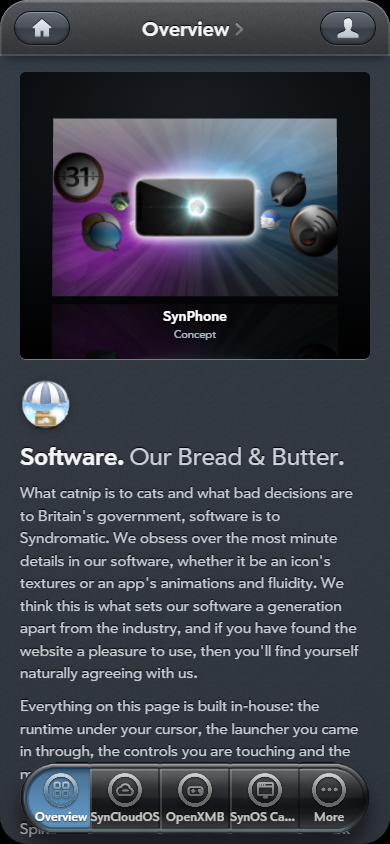 Overview
31
SynPhone
Concept
Software. Our Bread & Butter.
What catnip is to cats and what bad decisions are
to Britain's government, software is to
Syndromatic. We obsess over the most minute
details in our software, whether it be an icon's
textures or an app's animations and fluidity. We
think this is what sets our software a generation
apart from the industry, and if you have found the
website a pleasure to use, then you'll find yourself
naturally agreeing with us.
Everything on this page is built in-house: the
runtime under your cursor, the launcher you came
in through, the controls you are touching and the
Overview SynCloudOS OpenXMB SynOS Ca... More